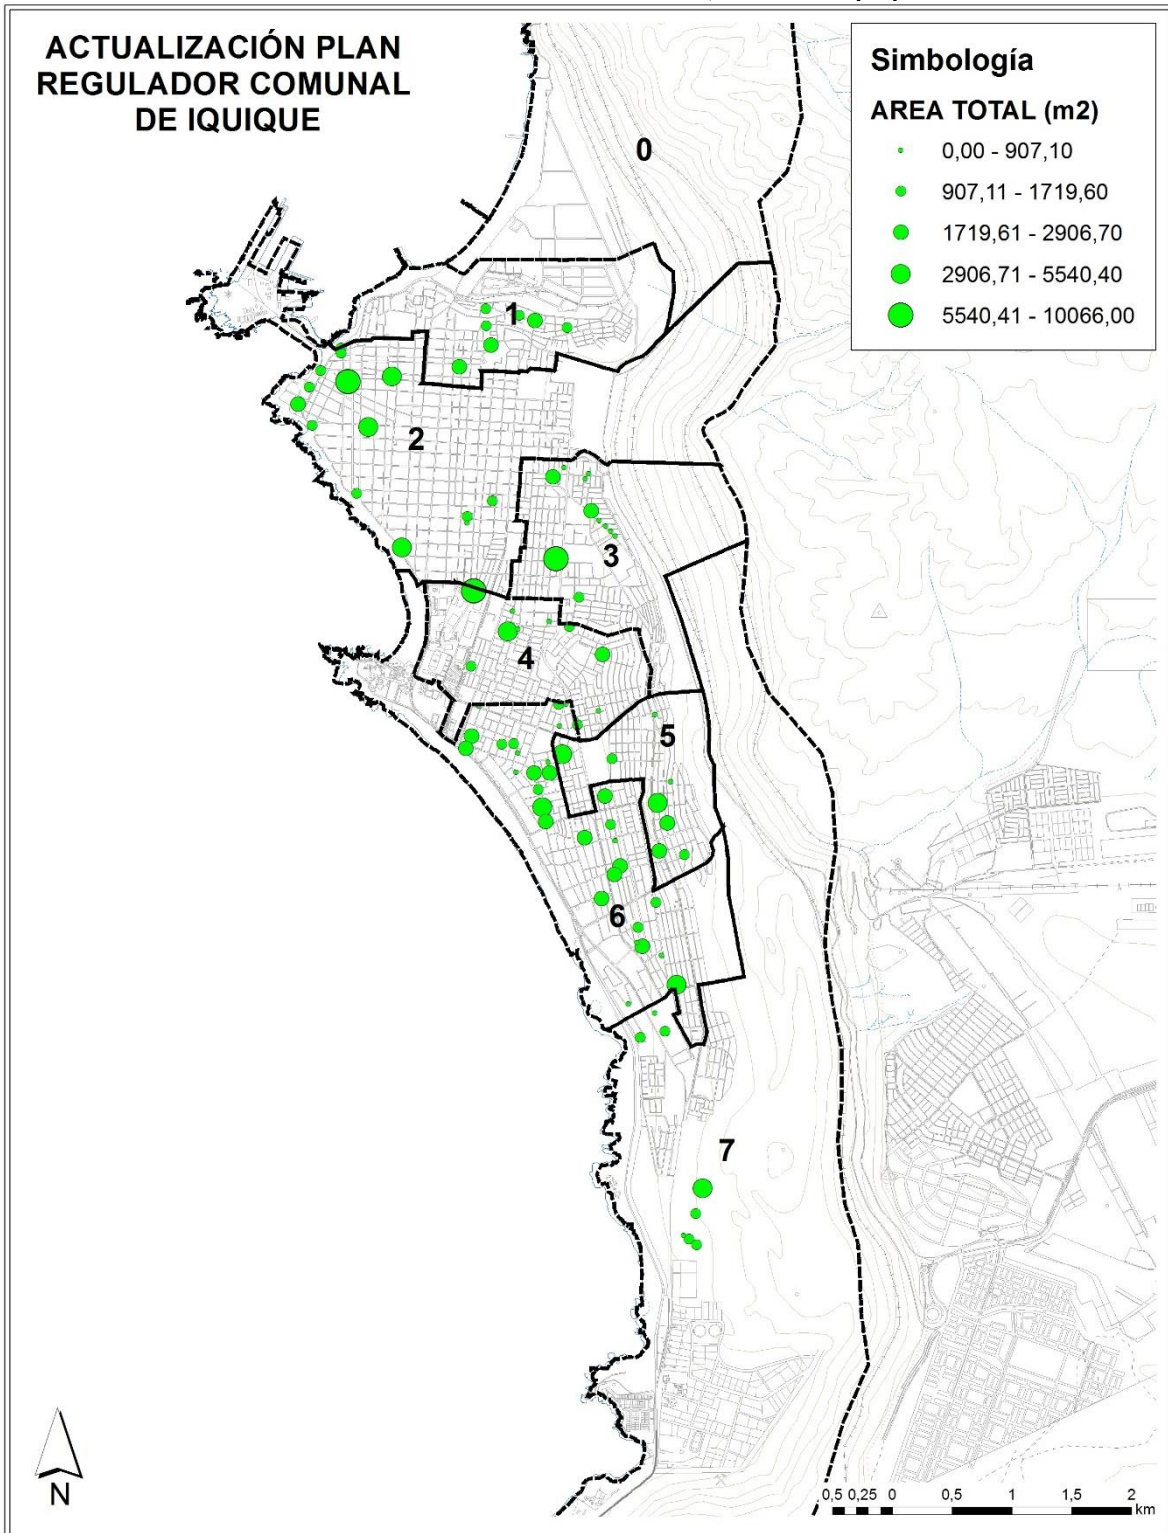 ACTUALIZACIÓN PLAN
REGULADOR COMUNAL
DE IQUIQUE
Simbología
AREA TOTAL (m2)
0,00 - 907,10
907,11 - 1719,60
1719,61 - 2906,70
2906,71 - 5540,40
5540,41 - 10066,00
0
1
2
3
4
5
6
7
N
0,5 0,25 0 0,5 1 1,5 2
km